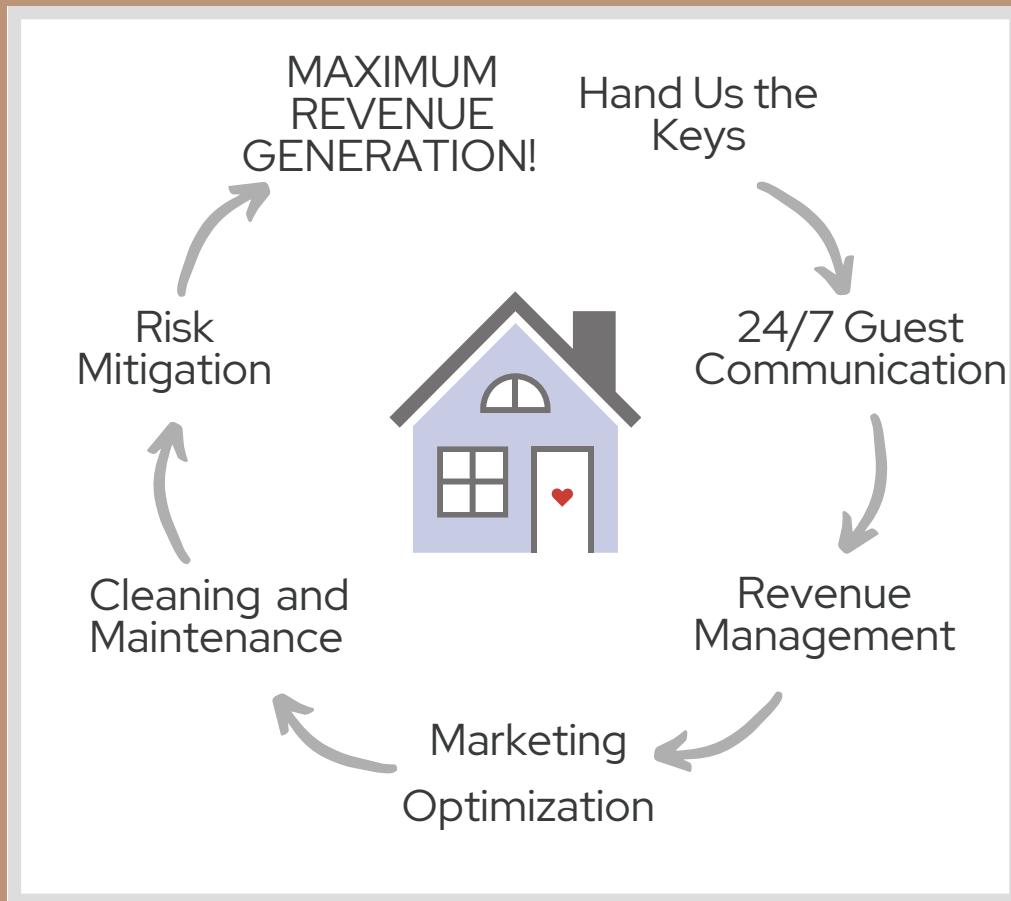 MAXIMUM
REVENUE
GENERATION!
Hand Us the
Keys
24/7 Guest
Communication
Revenue
Management
Marketing
Optimization
Cleaning and
Maintenance
Risk
Mitigation